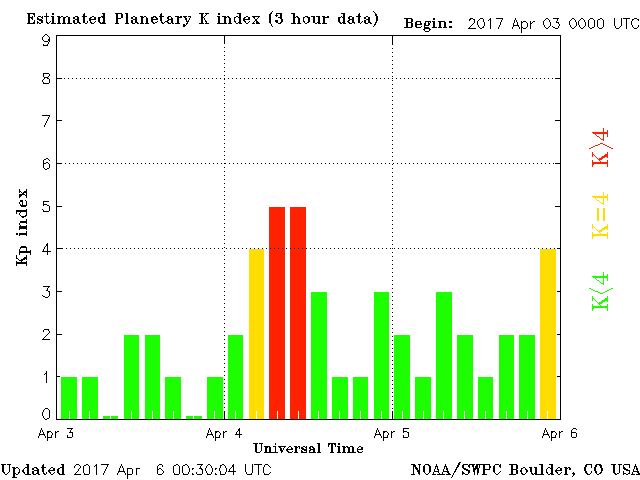 Estimated Planetary K index (3 hour data)
Begin: 2017 Apr 03 0000 UTC
9
8
7
6
5
4
3
2
1
0
Kp index
K>4
K=4
K<4
Apr 3
Apr 4
Apr 5
Apr 6
Universal Time
Updated 2017 Apr  6 00:30:04 UTC
NOAA/SWPC Boulder, CO USA